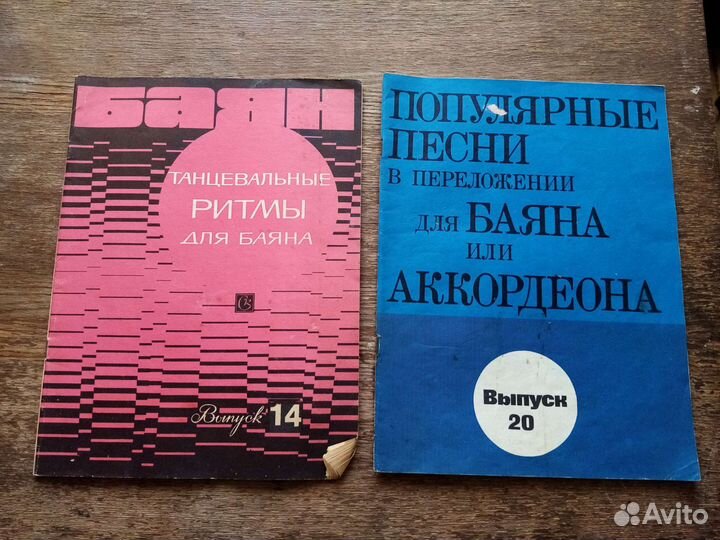 БАЯН
ТАНЦЕВАЛЬНЫЕ
РИТМЫ
ДЛЯ БАЯНА
Выпуск 14
ПОПУЛЯРНЫЕ
ПЕСНИ
В ПЕРЕЛОЖЕНИИ
ДЛЯ БАЯНА
ИЛИ
АККОРДЕОНА
Выпуск
20
Avito